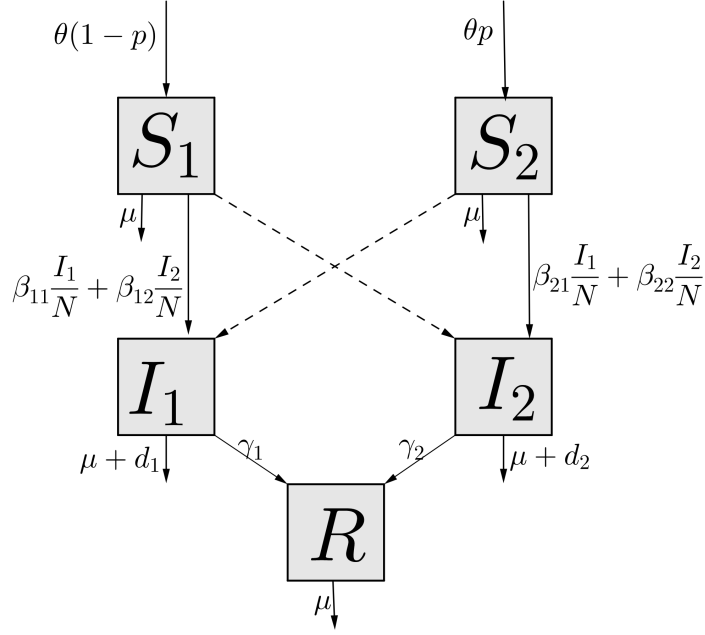 θ(1 − p)
θp
S₁
S₂
μ
μ
β₁₁ I₁/N + β₁₂ I₂/N
β₂₁ I₁/N + β₂₂ I₂/N
I₁
I₂
μ + d₁
γ₁
γ₂
μ + d₂
R
μ